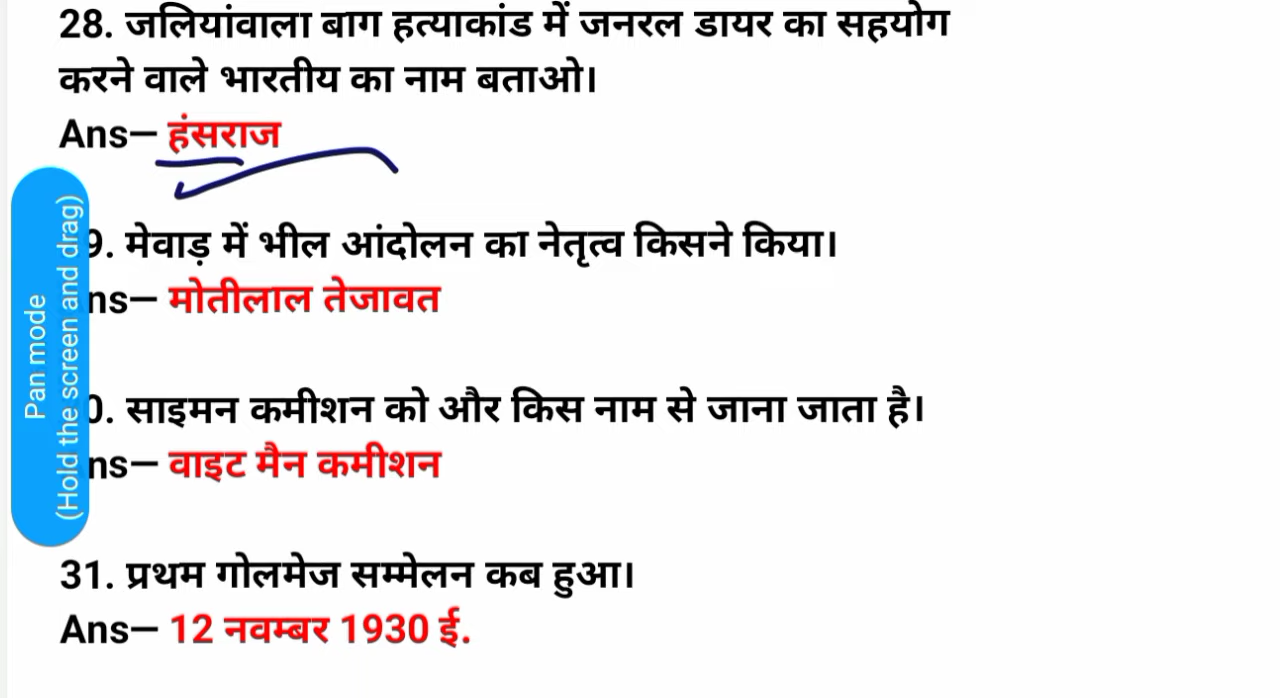 28. जलियांवाला बाग हत्याकांड में जनरल डायर का सहयोग
करने वाले भारतीय का नाम बताओ।
Ans– हंसराज
9. मेवाड़ में भील आंदोलन का नेतृत्व किसने किया।
ns– मोतीलाल तेजावत
0. साइमन कमीशन को और किस नाम से जाना जाता है।
ns– वाइट मैन कमीशन
31. प्रथम गोलमेज सम्मेलन कब हुआ।
Ans– 12 नवम्बर 1930 ई.
Pan mode
(Hold the screen and drag)